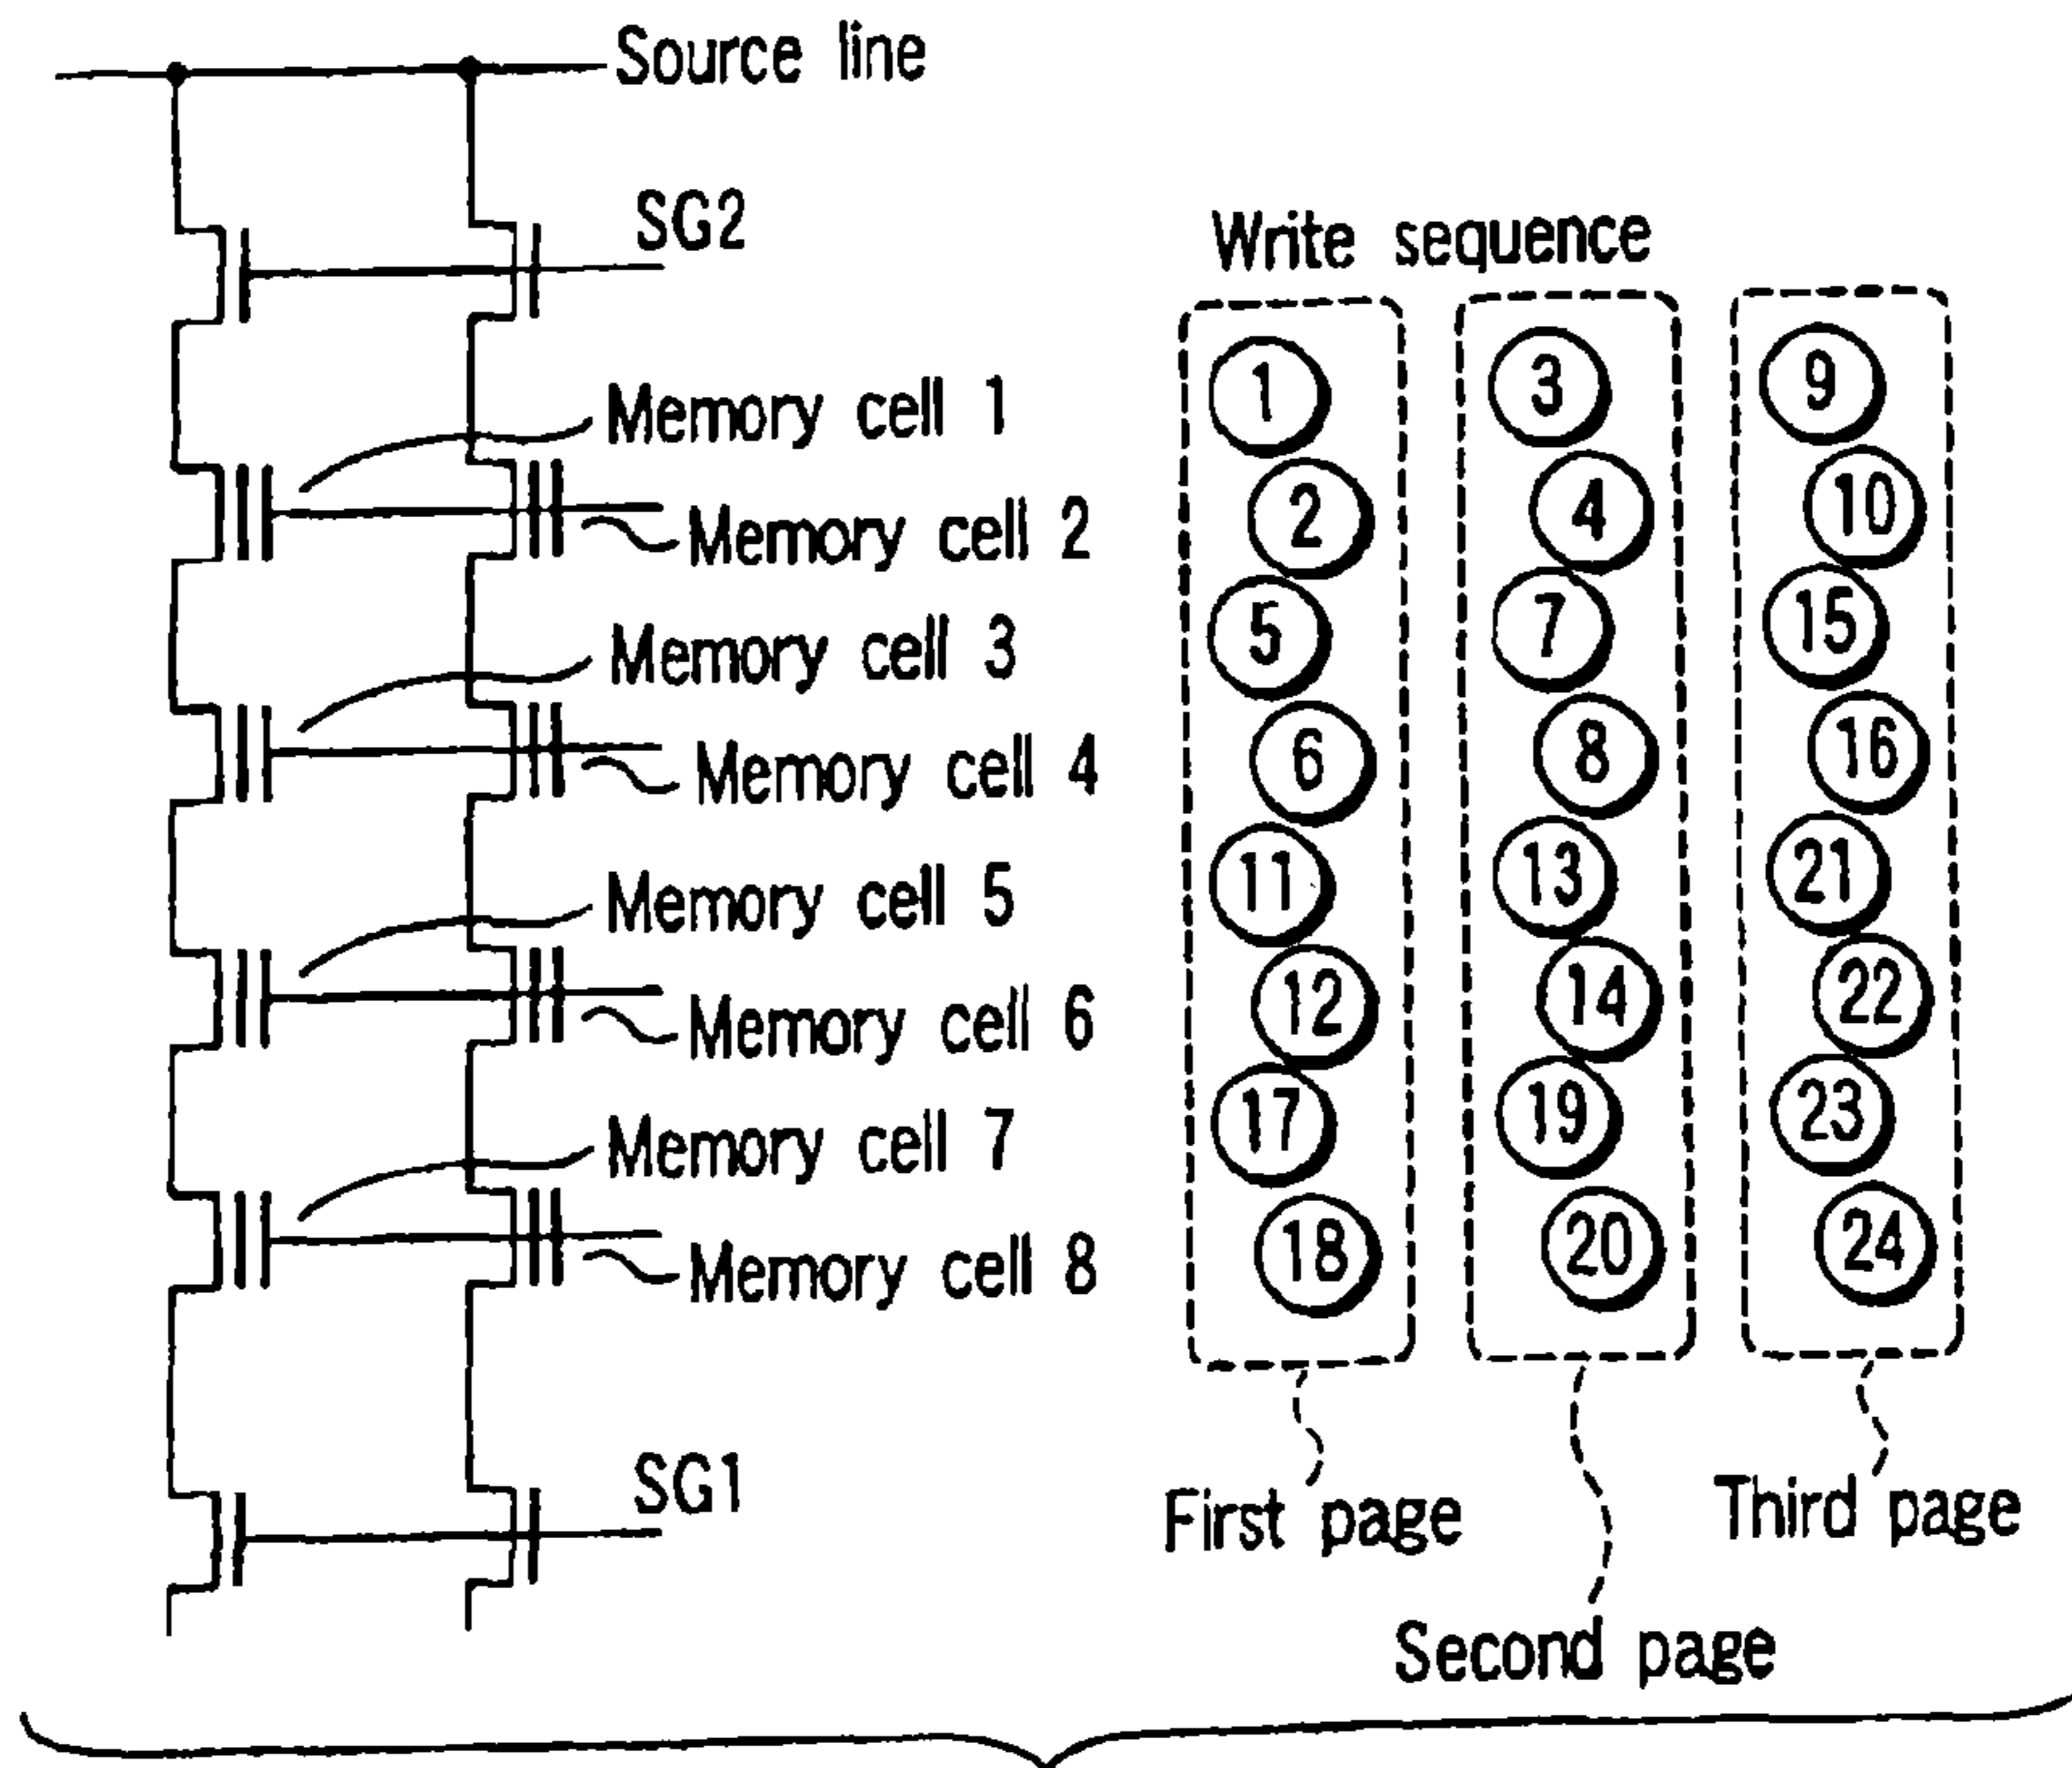 Source line
SG2
Write sequence
Memory cell 1
Memory cell 2
Memory cell 3
Memory cell 4
Memory cell 5
Memory cell 6
Memory cell 7
Memory cell 8
SG1
1 3 9
2 4 10
5 7 15
6 8 16
11 13 21
12 14 22
17 19 23
18 20 24
First page
Second page
Third page